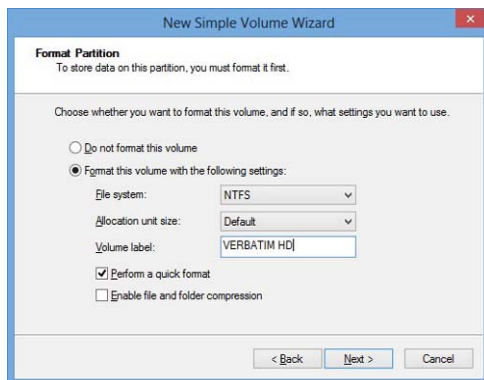 New Simple Volume Wizard
Format Partition
To store data on this partition, you must format it first.
Choose whether you want to format this volume, and if so, what settings you want to use.
Do not format this volume
Format this volume with the following settings:
File system: NTFS
Allocation unit size: Default
Volume label: VERBATIM HD
Perform a quick format
Enable file and folder compression
< Back Next > Cancel